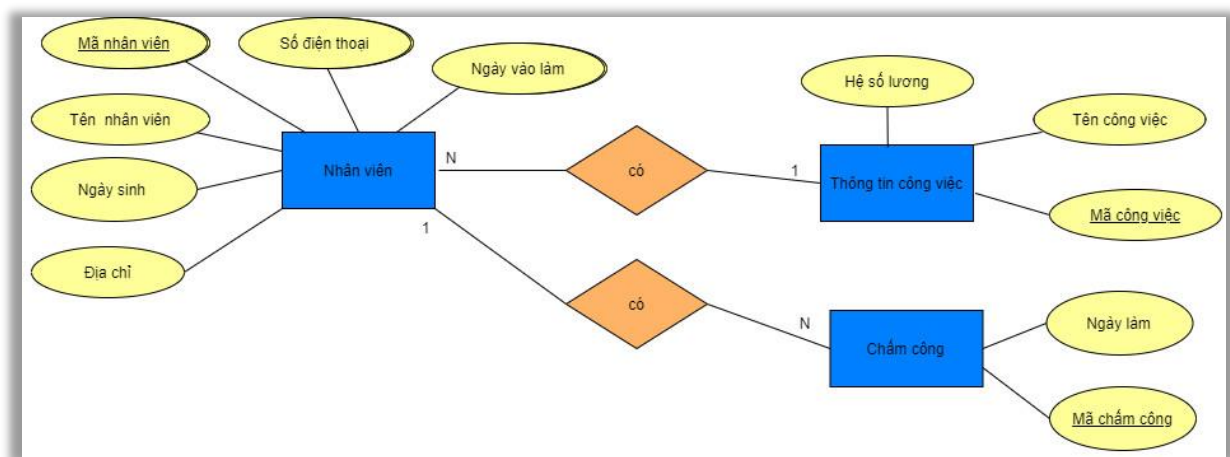 Mã nhân viên
Số điện thoại
Ngày vào làm
Hệ số lương
Tên nhân viên
Tên công việc
Nhân viên
N
có
1
Thông tin công việc
Ngày sinh
Mã công việc
1
Địa chỉ
có
N
Ngày làm
Chấm công
Mã chấm công